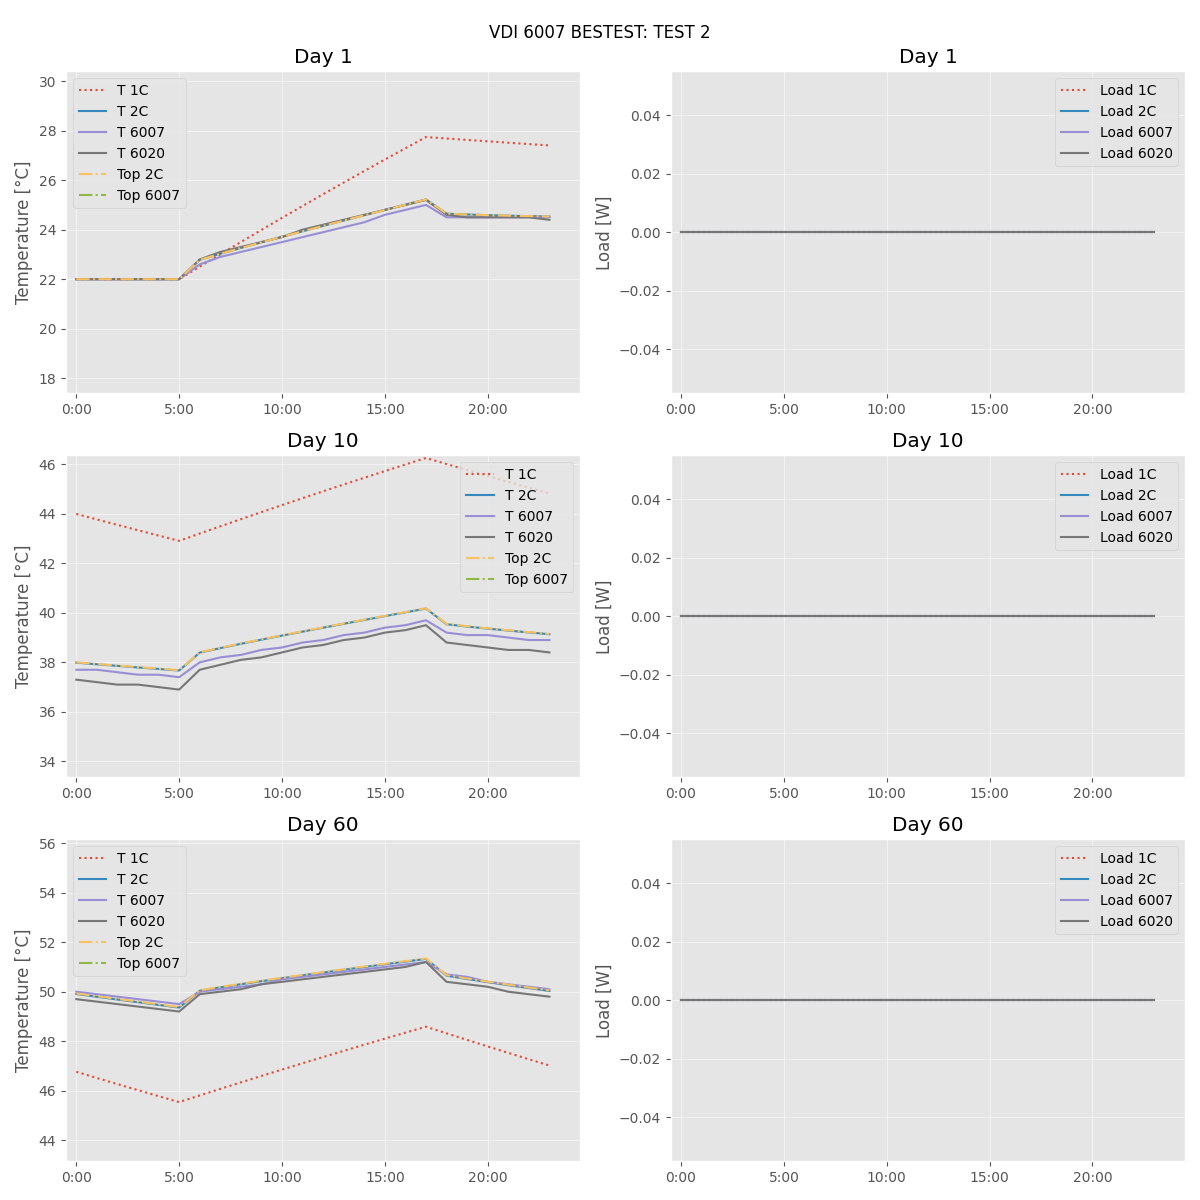 VDI 6007 BESTEST: TEST 2
Day 1
Temperature [°C]
30
28
26
24
22
20
18
T 1C
T 2C
T 6007
T 6020
Top 2C
Top 6007
0:00 5:00 10:00 15:00 20:00
Day 1
Load [W]
0.04
0.02
0.00
−0.02
−0.04
Load 1C
Load 2C
Load 6007
Load 6020
0:00 5:00 10:00 15:00 20:00
Day 10
Temperature [°C]
46
44
42
40
38
36
34
T 1C
T 2C
T 6007
T 6020
Top 2C
Top 6007
0:00 5:00 10:00 15:00 20:00
Day 10
Load [W]
0.04
0.02
0.00
−0.02
−0.04
Load 1C
Load 2C
Load 6007
Load 6020
0:00 5:00 10:00 15:00 20:00
Day 60
Temperature [°C]
56
54
52
50
48
46
44
T 1C
T 2C
T 6007
T 6020
Top 2C
Top 6007
0:00 5:00 10:00 15:00 20:00
Day 60
Load [W]
0.04
0.02
0.00
−0.02
−0.04
Load 1C
Load 2C
Load 6007
Load 6020
0:00 5:00 10:00 15:00 20:00